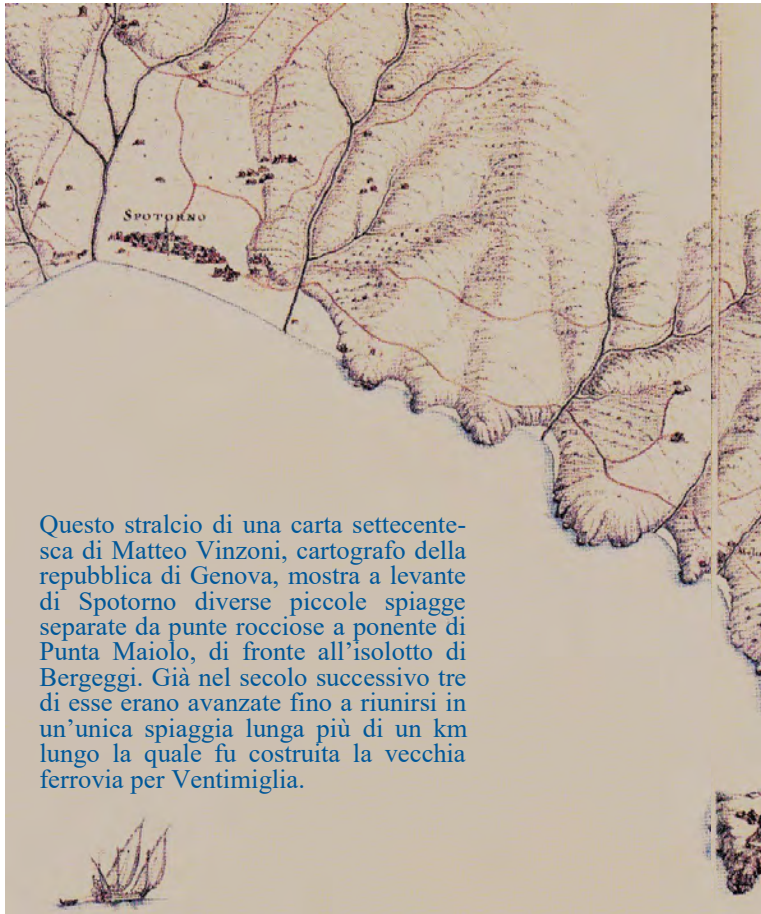 SPOTORNO
Questo stralcio di una carta settecente-
sca di Matteo Vinzoni, cartografo della
repubblica di Genova, mostra a levante
di Spotorno diverse piccole spiagge
separate da punte rocciose a ponente di
Punta Maiolo, di fronte all’isolotto di
Bergeggi. Già nel secolo successivo tre
di esse erano avanzate fino a riunirsi in
un’unica spiaggia lunga più di un km
lungo la quale fu costruita la vecchia
ferrovia per Ventimiglia.